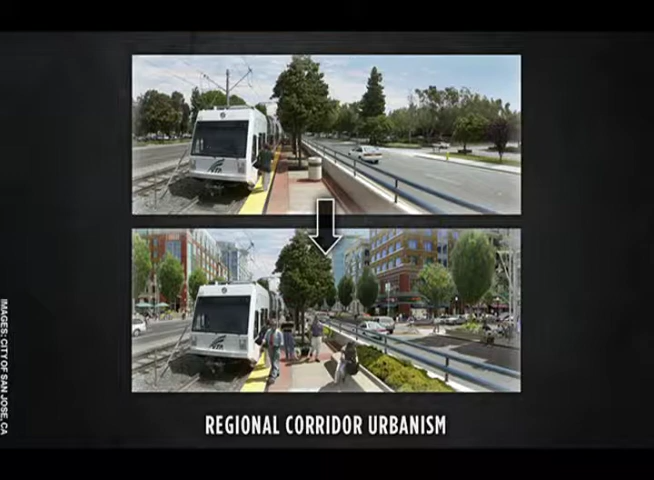 REGIONAL CORRIDOR URBANISM
IMAGES: CITY OF SAN JOSE, CA